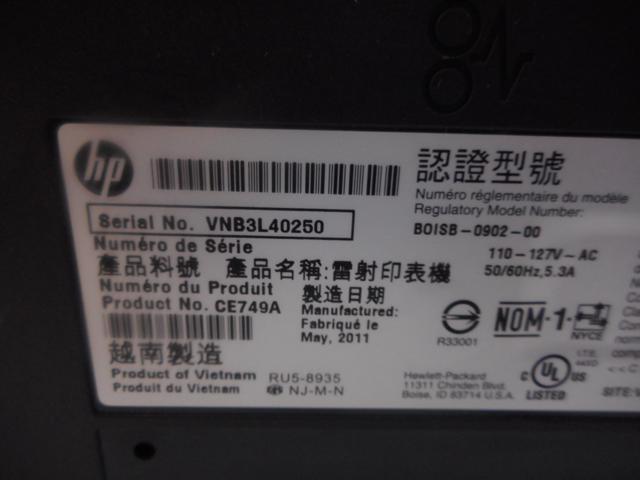 hp
認證型號
Numéro réglementaire du modèle
Regulatory Model Number:
BOISB-0902-00
Serial No. VNB3L40250
Numéro de Série
產品料號 產品名稱:雷射印表機
110-127V-AC
50/60Hz,5.3A
Numéro du Produit
Product No. CE749A
製造日期
Manufactured:
Fabriqué le
May, 2011
R33001
NOM-1
NYCE
越南製造
Product of Vietnam
Produit du Vietnam
RU5-8935
NJ-M-N
Hewlett-Packard
11311 Chinden Blvd.
Boise, ID 83714 U.S.A.
c UL us
LISTED
I.T.E.
SITE: